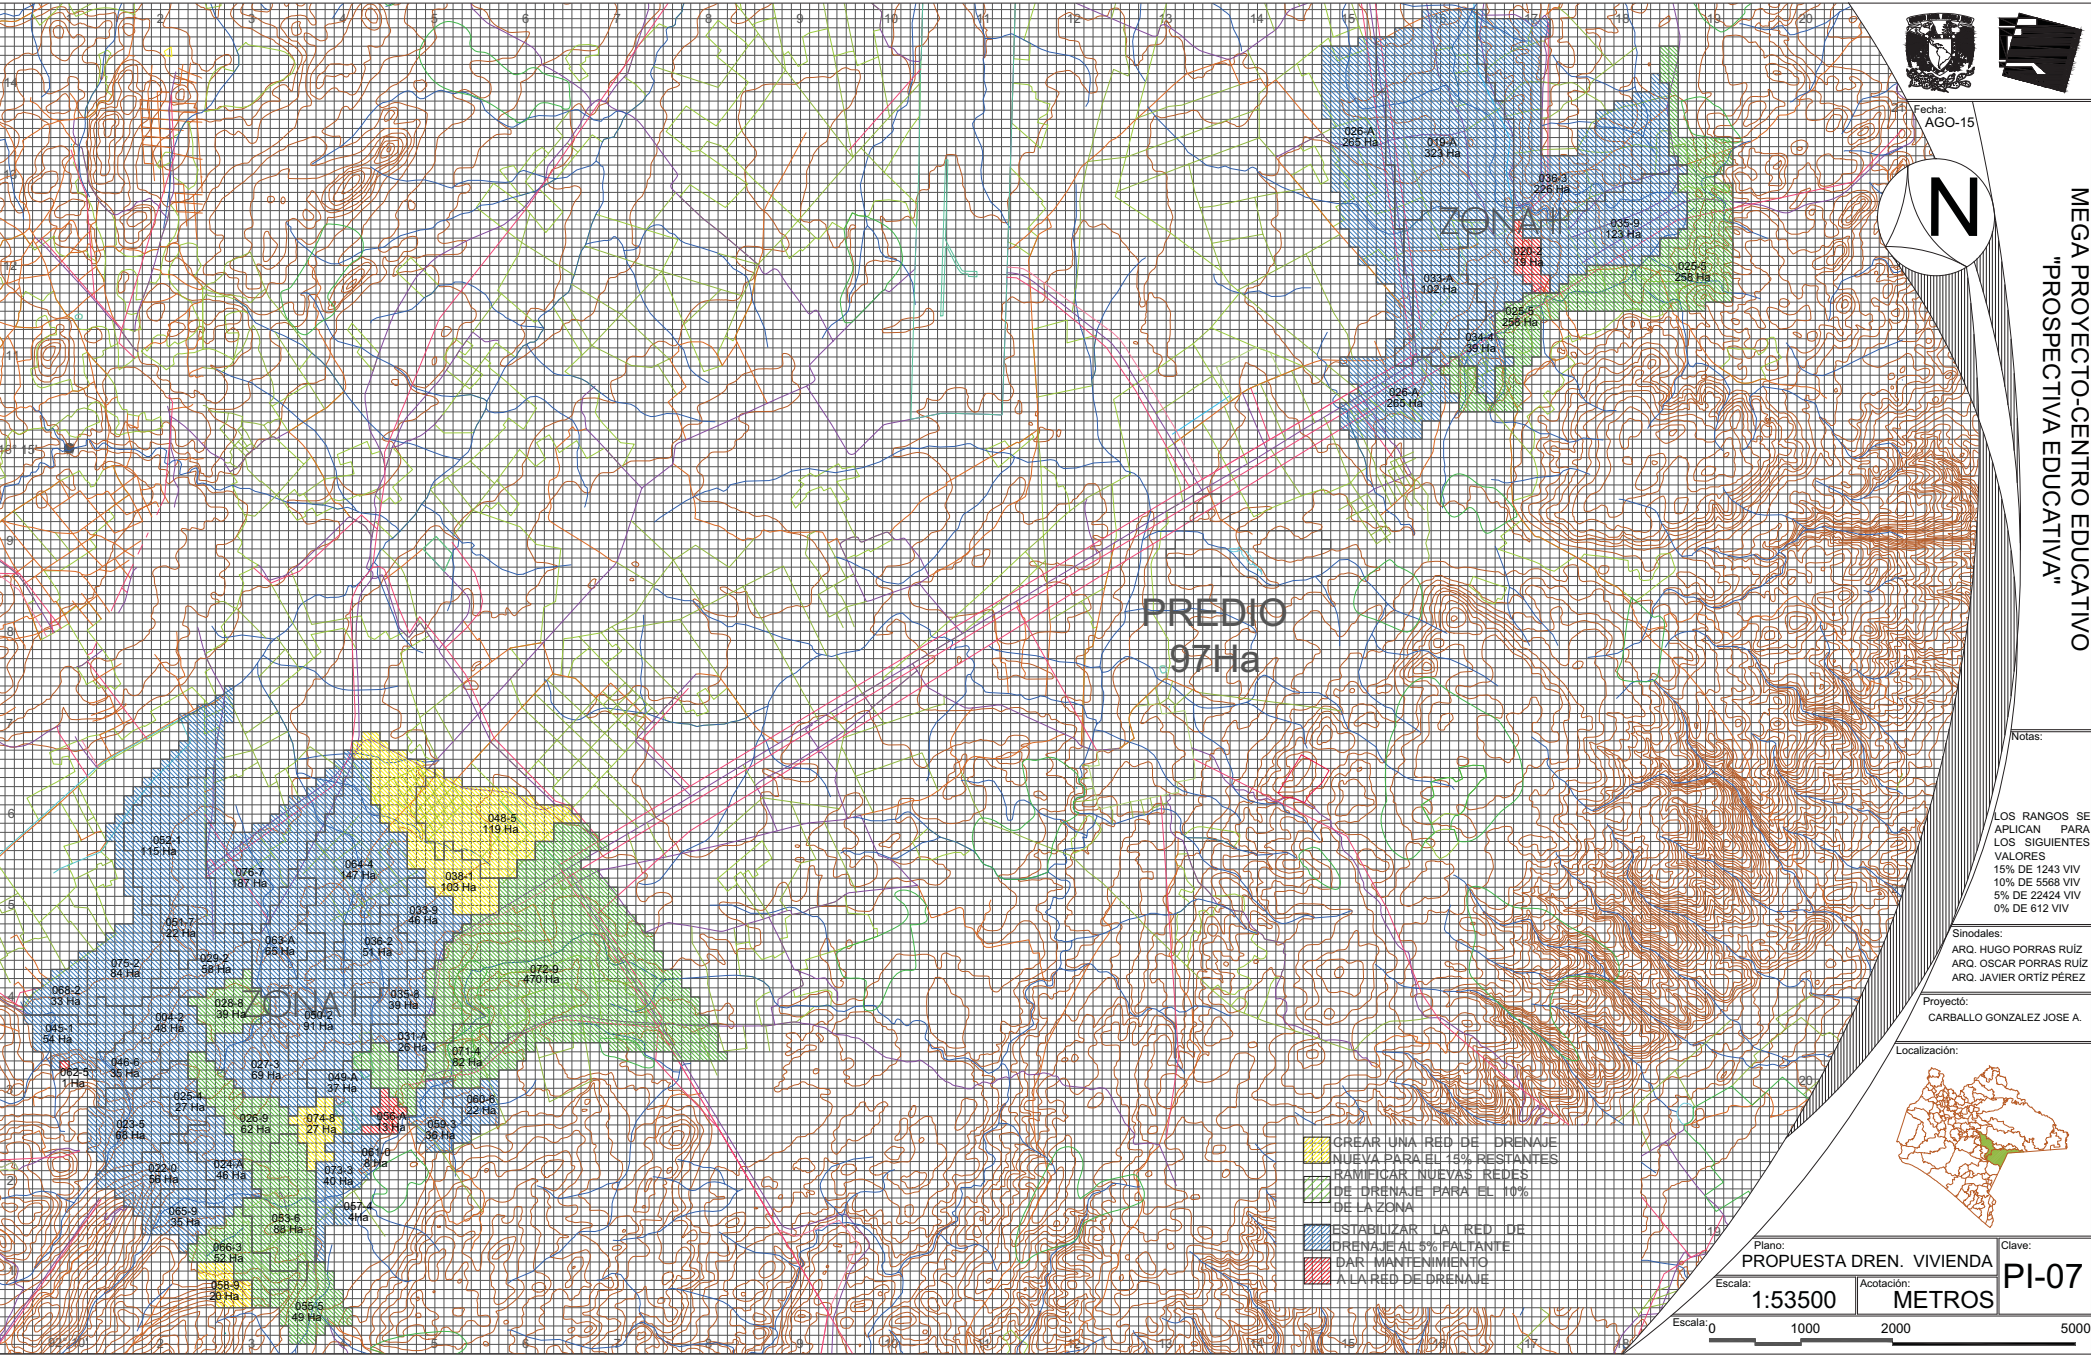 Fecha:
AGO-15
N
MEGA PROYECTO-CENTRO EDUCATIVO
"PROSPECTIVA EDUCATIVA"
Notas:
LOS RANGOS SE
APLICAN PARA
LOS SIGUIENTES
VALORES
15% DE 1243 VIV
10% DE 5568 VIV
5% DE 22424 VIV
0% DE 612 VIV
Sinodales:
ARQ. HUGO PORRAS RUÍZ
ARQ. OSCAR PORRAS RUÍZ
ARQ. JAVIER ORTÍZ PÉREZ
Proyectó:
CARBALLO GONZALEZ JOSE A.
Localización:
Plano:
PROPUESTA DREN. VIVIENDA
Clave:
PI-07
Escala:
1:53500
Acotación:
METROS
Escala:
0 1000 2000 5000
026-A
265 Ha
019-A
323 Ha
036-3
226 Ha
ZONA II
035-9
123 Ha
020-2
19 Ha
025-5
258 Ha
033-A
102 Ha
025-5
258 Ha
034-4
39 Ha
026-A
265 Ha
PREDIO
97Ha
048-5
119 Ha
052-1
115 Ha
076-7
187 Ha
064-4
147 Ha
038-1
103 Ha
033-9
46 Ha
051-7
22 Ha
063-A
65 Ha
036-2
51 Ha
029-2
58 Ha
075-2
84 Ha
072-9
470 Ha
068-2
33 Ha
028-8
39 Ha
ZONA I
035-8
39 Ha
004-2
48 Ha
050-2
91 Ha
045-1
54 Ha
031-A
26 Ha
071-4
82 Ha
046-6
35 Ha
062-5
1 Ha
027-3
69 Ha
049-A
37 Ha
025-4
27 Ha
060-6
22 Ha
026-9
62 Ha
074-8
27 Ha
056-A
13 Ha
059-3
36 Ha
023-5
66 Ha
061-0
8 Ha
022-0
56 Ha
024-A
46 Ha
073-3
40 Ha
065-9
35 Ha
057-4
4Ha
053-6
88 Ha
066-3
52 Ha
058-9
20 Ha
055-5
49 Ha
CREAR UNA RED DE DRENAJE
NUEVA PARA EL 15% RESTANTES
RAMIFICAR NUEVAS REDES
DE DRENAJE PARA EL 10%
DE LA ZONA
ESTABILIZAR LA RED DE
DRENAJE AL 5% FALTANTE
DAR MANTENIMIENTO
A LA RED DE DRENAJE